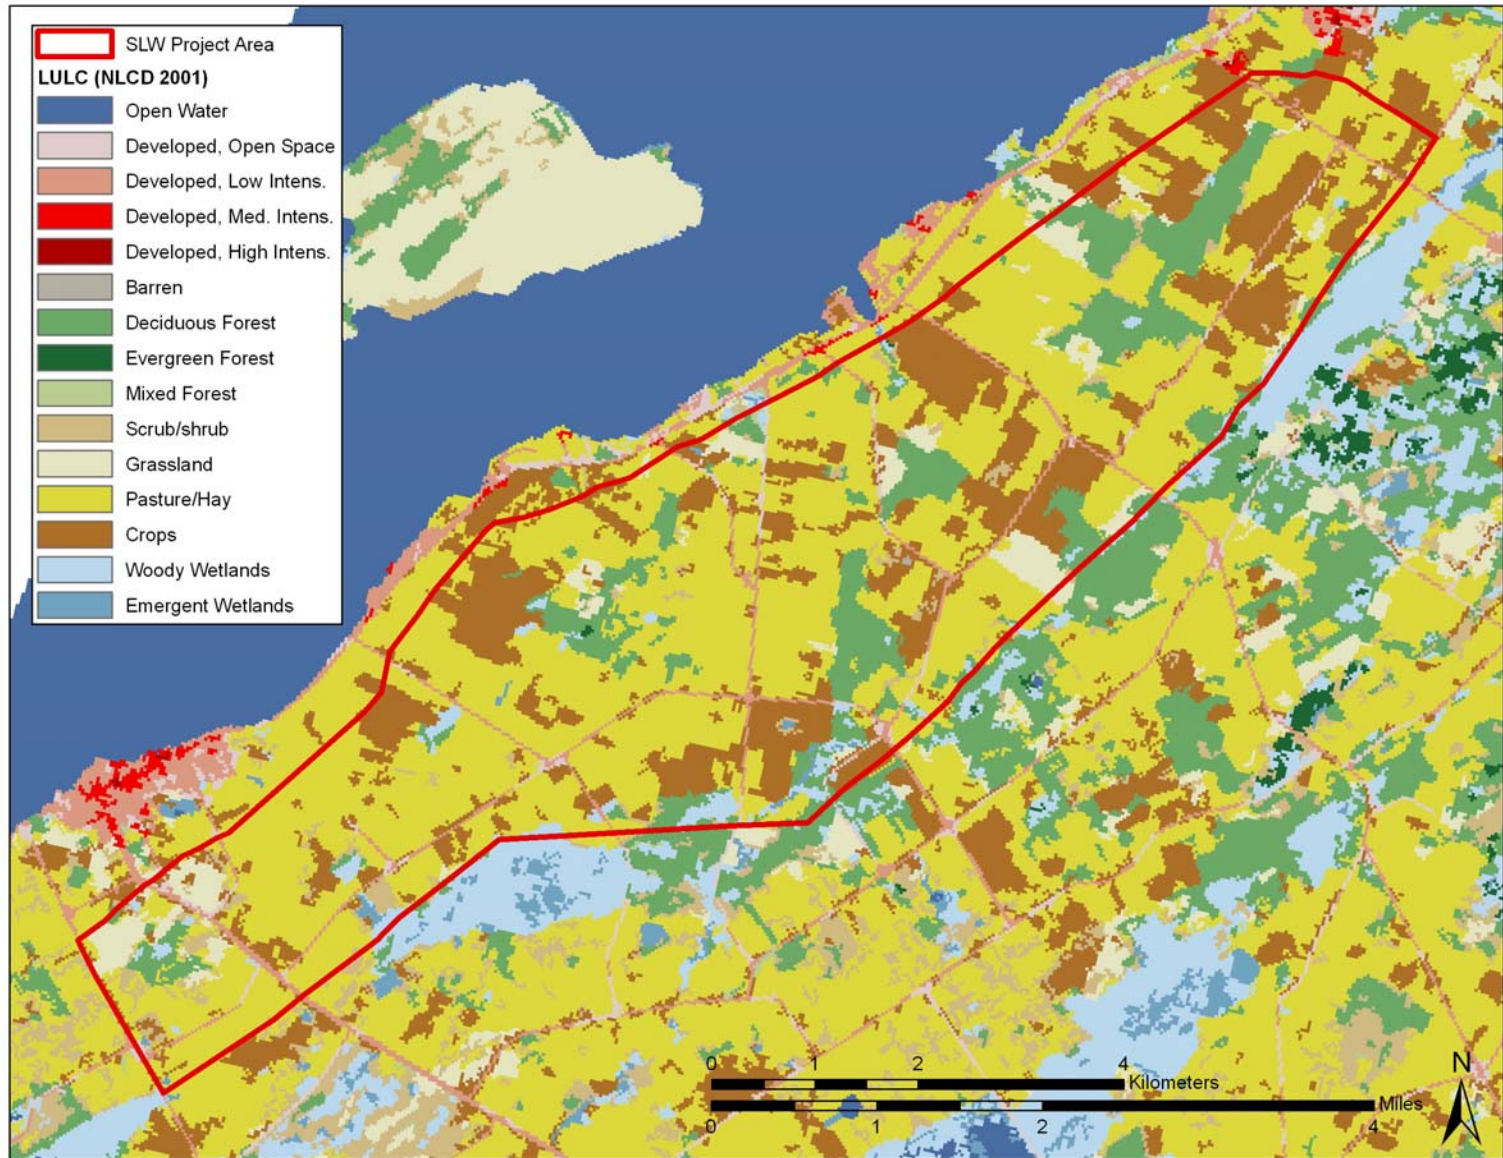 SLW Project Area
LULC (NLCD 2001)
Open Water
Developed, Open Space
Developed, Low Intens.
Developed, Med. Intens.
Developed, High Intens.
Barren
Deciduous Forest
Evergreen Forest
Mixed Forest
Scrub/shrub
Grassland
Pasture/Hay
Crops
Woody Wetlands
Emergent Wetlands
0 1 2 4
Kilometers
Miles
0 1 2 4
N